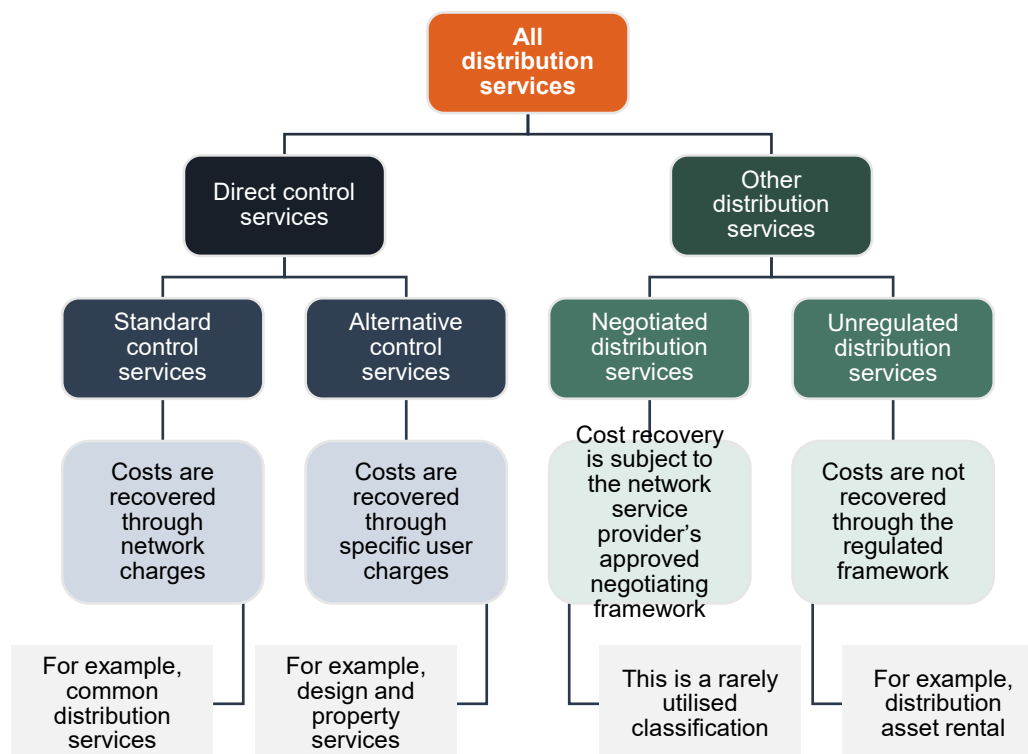 All
distribution
services
Direct control
services
Other
distribution
services
Standard
control
services
Alternative
control
services
Negotiated
distribution
services
Unregulated
distribution
services
Costs are
recovered
through
network
charges
Costs are
recovered
through
specific user
charges
Cost recovery
is subject to
the network
service
provider’s
approved
negotiating
framework
Costs are not
recovered
through the
regulated
framework
For example,
common
distribution
services
For example,
design and
property
services
This is a rarely
utilised
classification
For example,
distribution
asset rental